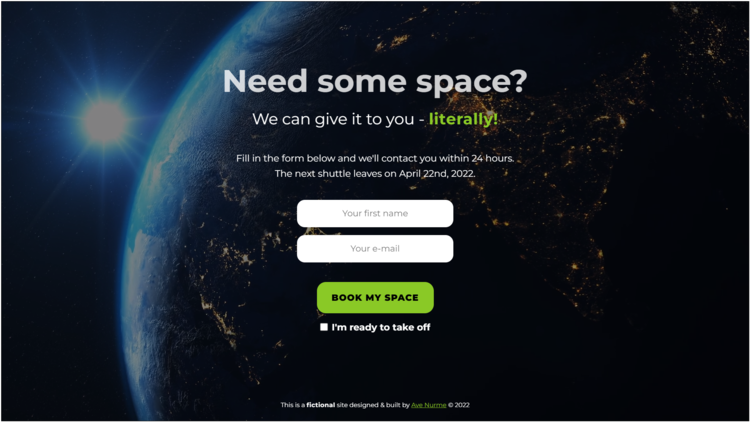 Need some space?
We can give it to you - literally!
Fill in the form below and we'll contact you within 24 hours.
The next shuttle leaves on April 22nd, 2022.
Your first name
Your e-mail
BOOK MY SPACE
I'm ready to take off
This is a fictional site designed & built by Ave Nurme © 2022